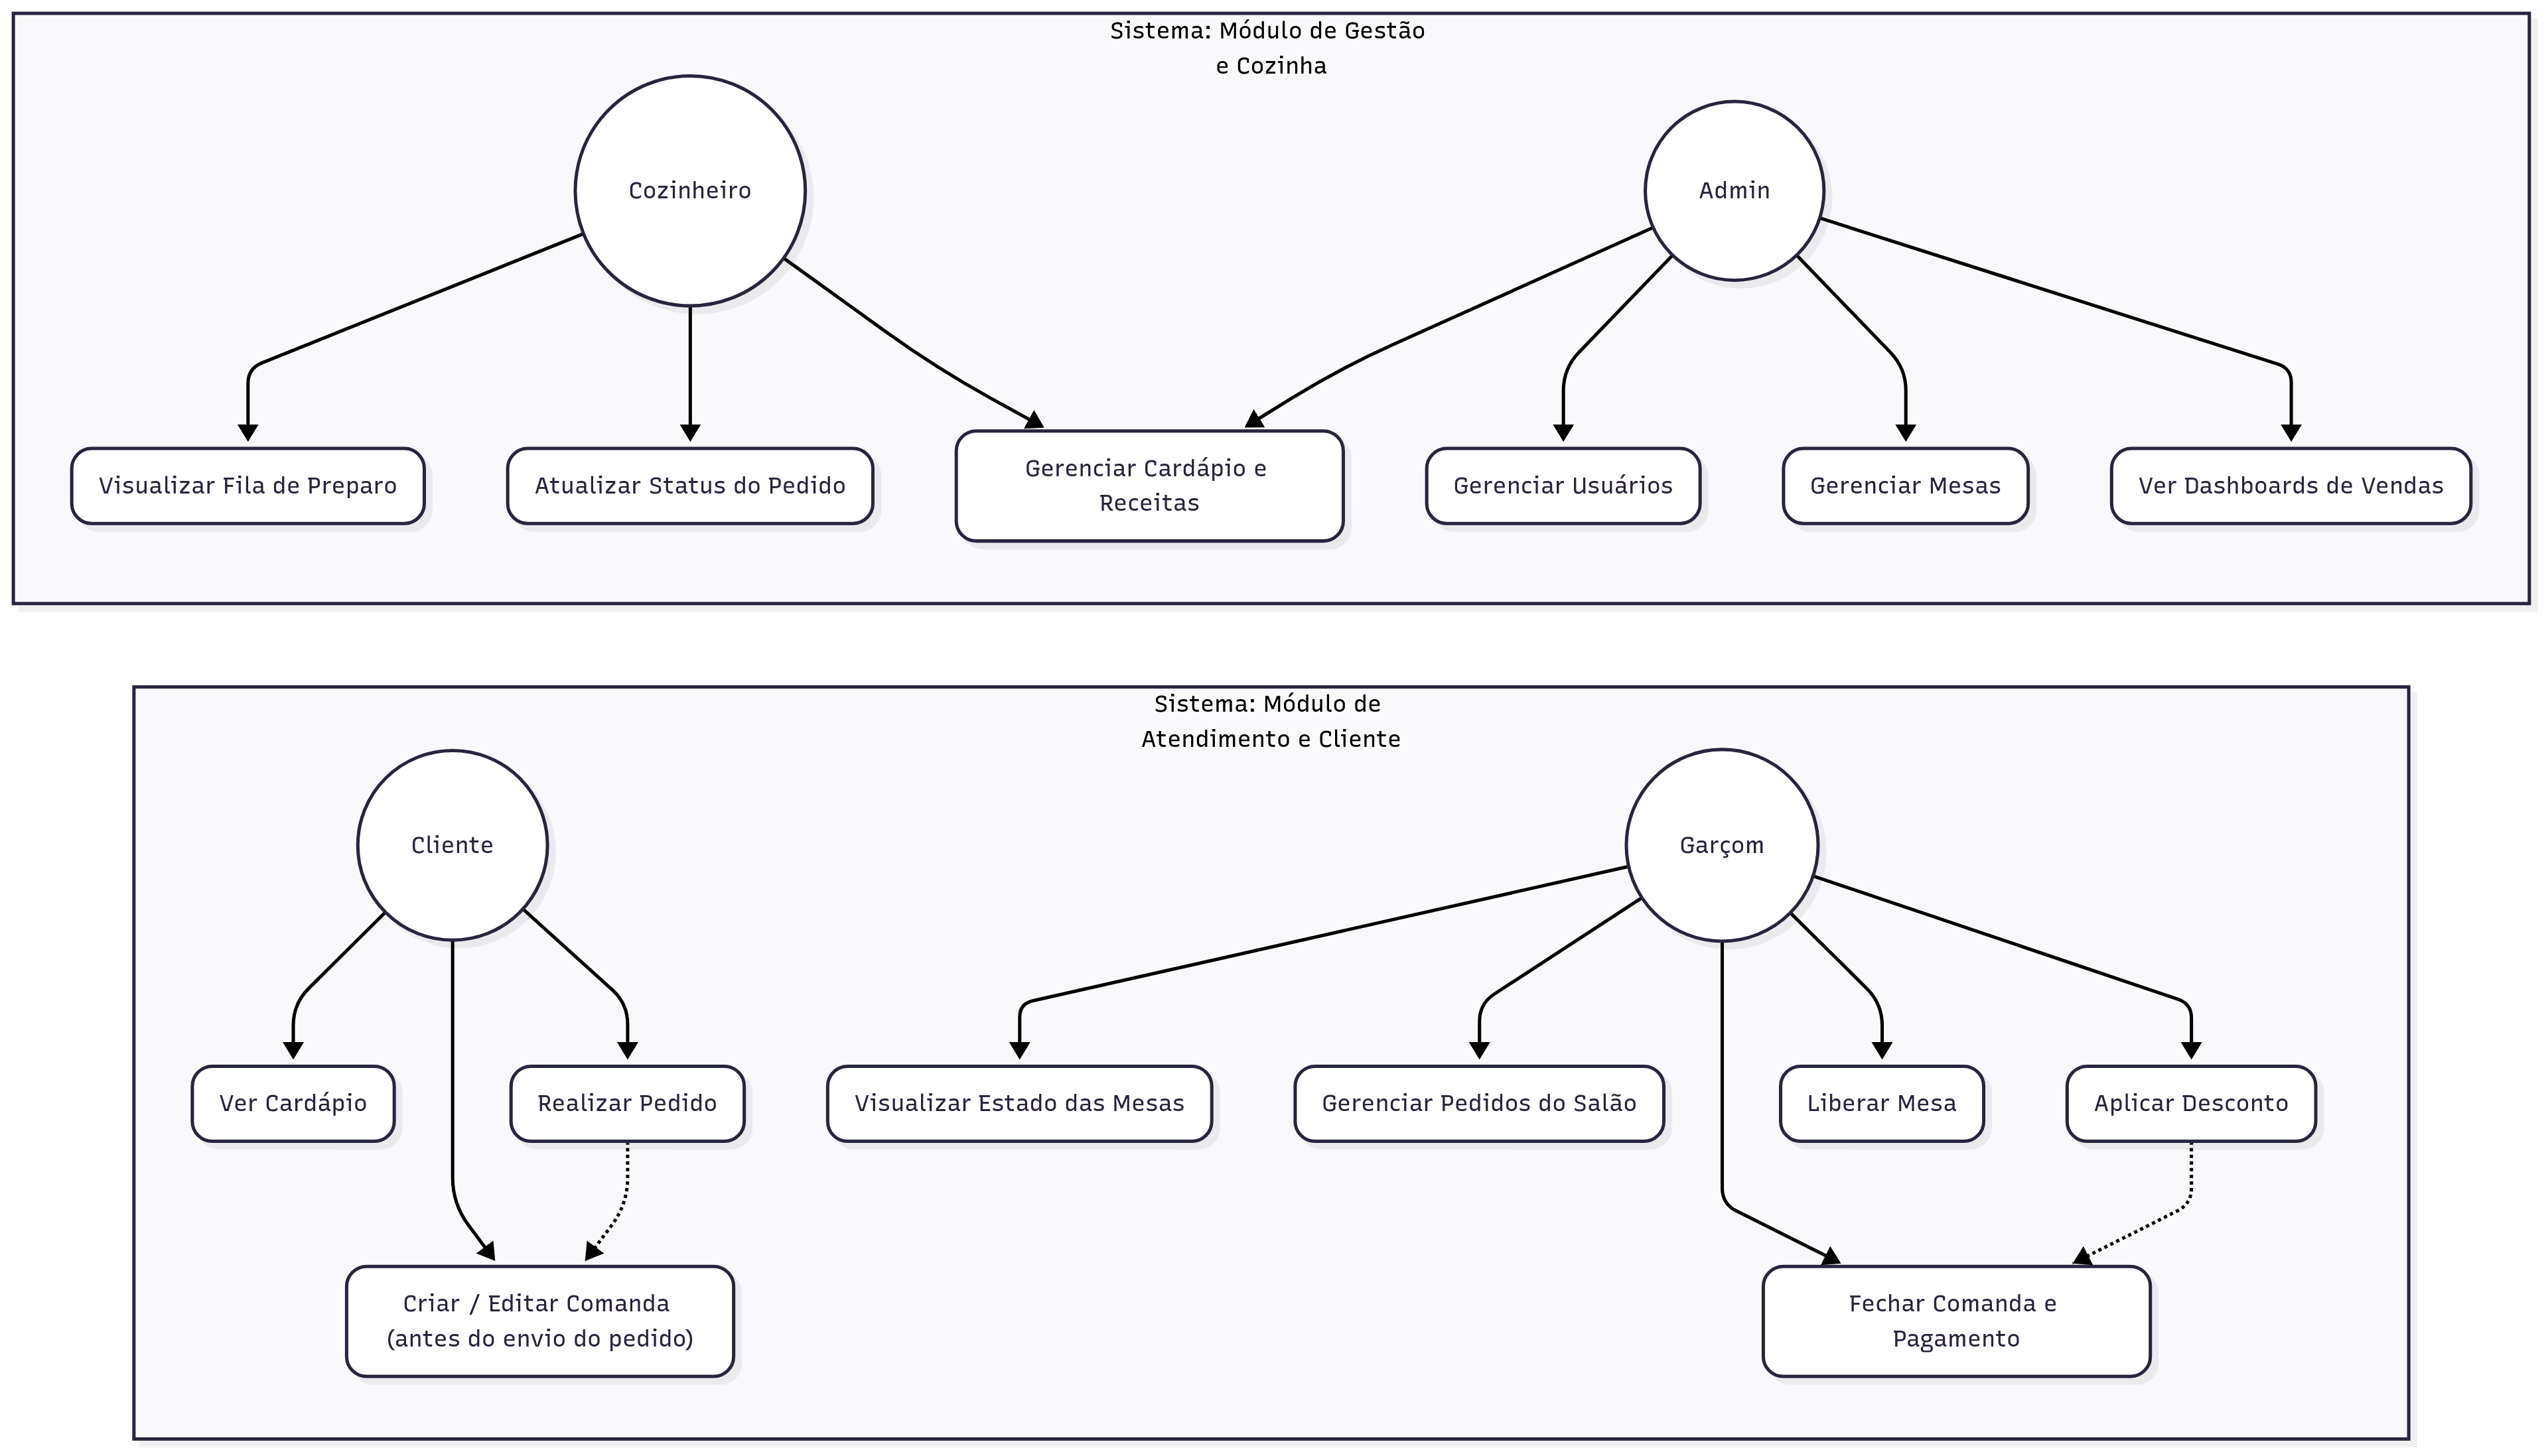 Sistema: Módulo de Gestão
e Cozinha
Cozinheiro
Admin
Visualizar Fila de Preparo
Atualizar Status do Pedido
Gerenciar Cardápio e
Receitas
Gerenciar Usuários
Gerenciar Mesas
Ver Dashboards de Vendas
Sistema: Módulo de
Atendimento e Cliente
Cliente
Garçom
Ver Cardápio
Realizar Pedido
Visualizar Estado das Mesas
Gerenciar Pedidos do Salão
Liberar Mesa
Aplicar Desconto
Criar / Editar Comanda
(antes do envio do pedido)
Fechar Comanda e
Pagamento